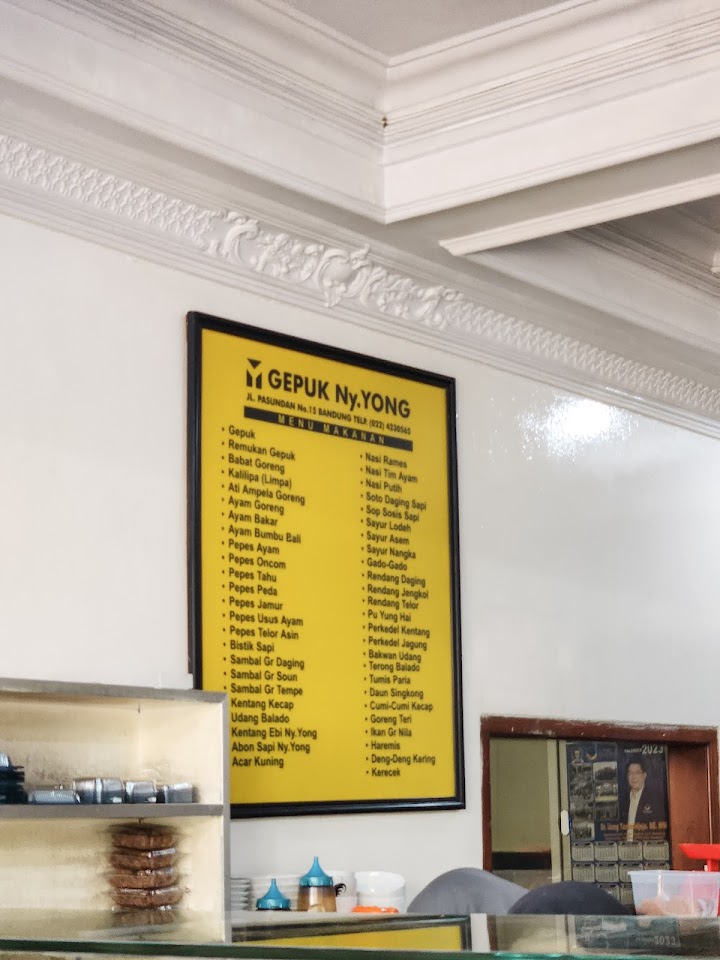 GEPUK Ny.YONG
JL. PASUNDAN No.15 BANDUNG TELP. (022) 4230565
MENU MAKANAN
• Gepuk
• Remukan Gepuk
• Babat Goreng
• Kalilipa (Limpa)
• Ati Ampela Goreng
• Ayam Goreng
• Ayam Bakar
• Ayam Bumbu Bali
• Pepes Ayam
• Pepes Oncom
• Pepes Tahu
• Pepes Peda
• Pepes Jamur
• Pepes Usus Ayam
• Pepes Telor Asin
• Bistik Sapi
• Sambal Gr Daging
• Sambal Gr Soun
• Sambal Gr Tempe
Kentang Kecap
Udang Balado
Kentang Ebi Ny.Yong
Abon Sapi Ny.Yong
Acar Kuning
• Nasi Rames
• Nasi Tim Ayam
• Nasi Putih
• Soto Daging Sapi
• Sop Sosis Sapi
• Sayur Lodeh
• Sayur Asem
• Sayur Nangka
• Gado-Gado
• Rendang Daging
• Rendang Jengkol
• Rendang Telor
• Pu Yung Hai
• Perkedel Kentang
• Perkedel Jagung
• Bakwan Udang
• Terong Balado
• Tumis Paria
• Daun Singkong
• Cumi-Cumi Kecap
• Goreng Teri
• Ikan Gr Nila
• Haremis
• Deng-Deng Kering
• Kerecek
2023